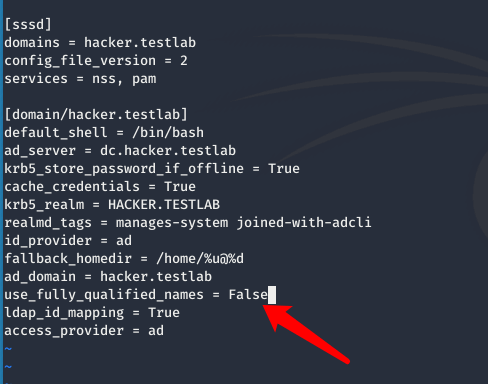 [sssd]
domains = hacker.testlab
config_file_version = 2
services = nss, pam
[domain/hacker.testlab]
default_shell = /bin/bash
ad_server = dc.hacker.testlab
krb5_store_password_if_offline = True
cache_credentials = True
krb5_realm = HACKER.TESTLAB
realmd_tags = manages-system joined-with-adcli
id_provider = ad
fallback_homedir = /home/%u@%d
ad_domain = hacker.testlab
use_fully_qualified_names = False
ldap_id_mapping = True
access_provider = ad
~
~